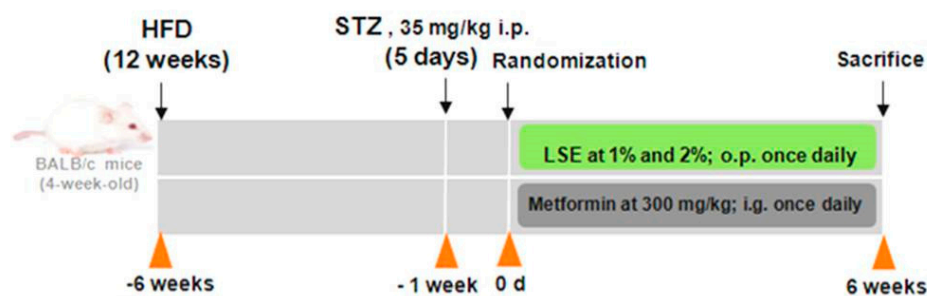 HFD
(12 weeks)
STZ , 35 mg/kg i.p.
(5 days)
Randomization
Sacrifice
BALB/c mice
(4-week-old)
LSE at 1% and 2%; o.p. once daily
Metformin at 300 mg/kg; i.g. once daily
-6 weeks
- 1 week
0 d
6 weeks